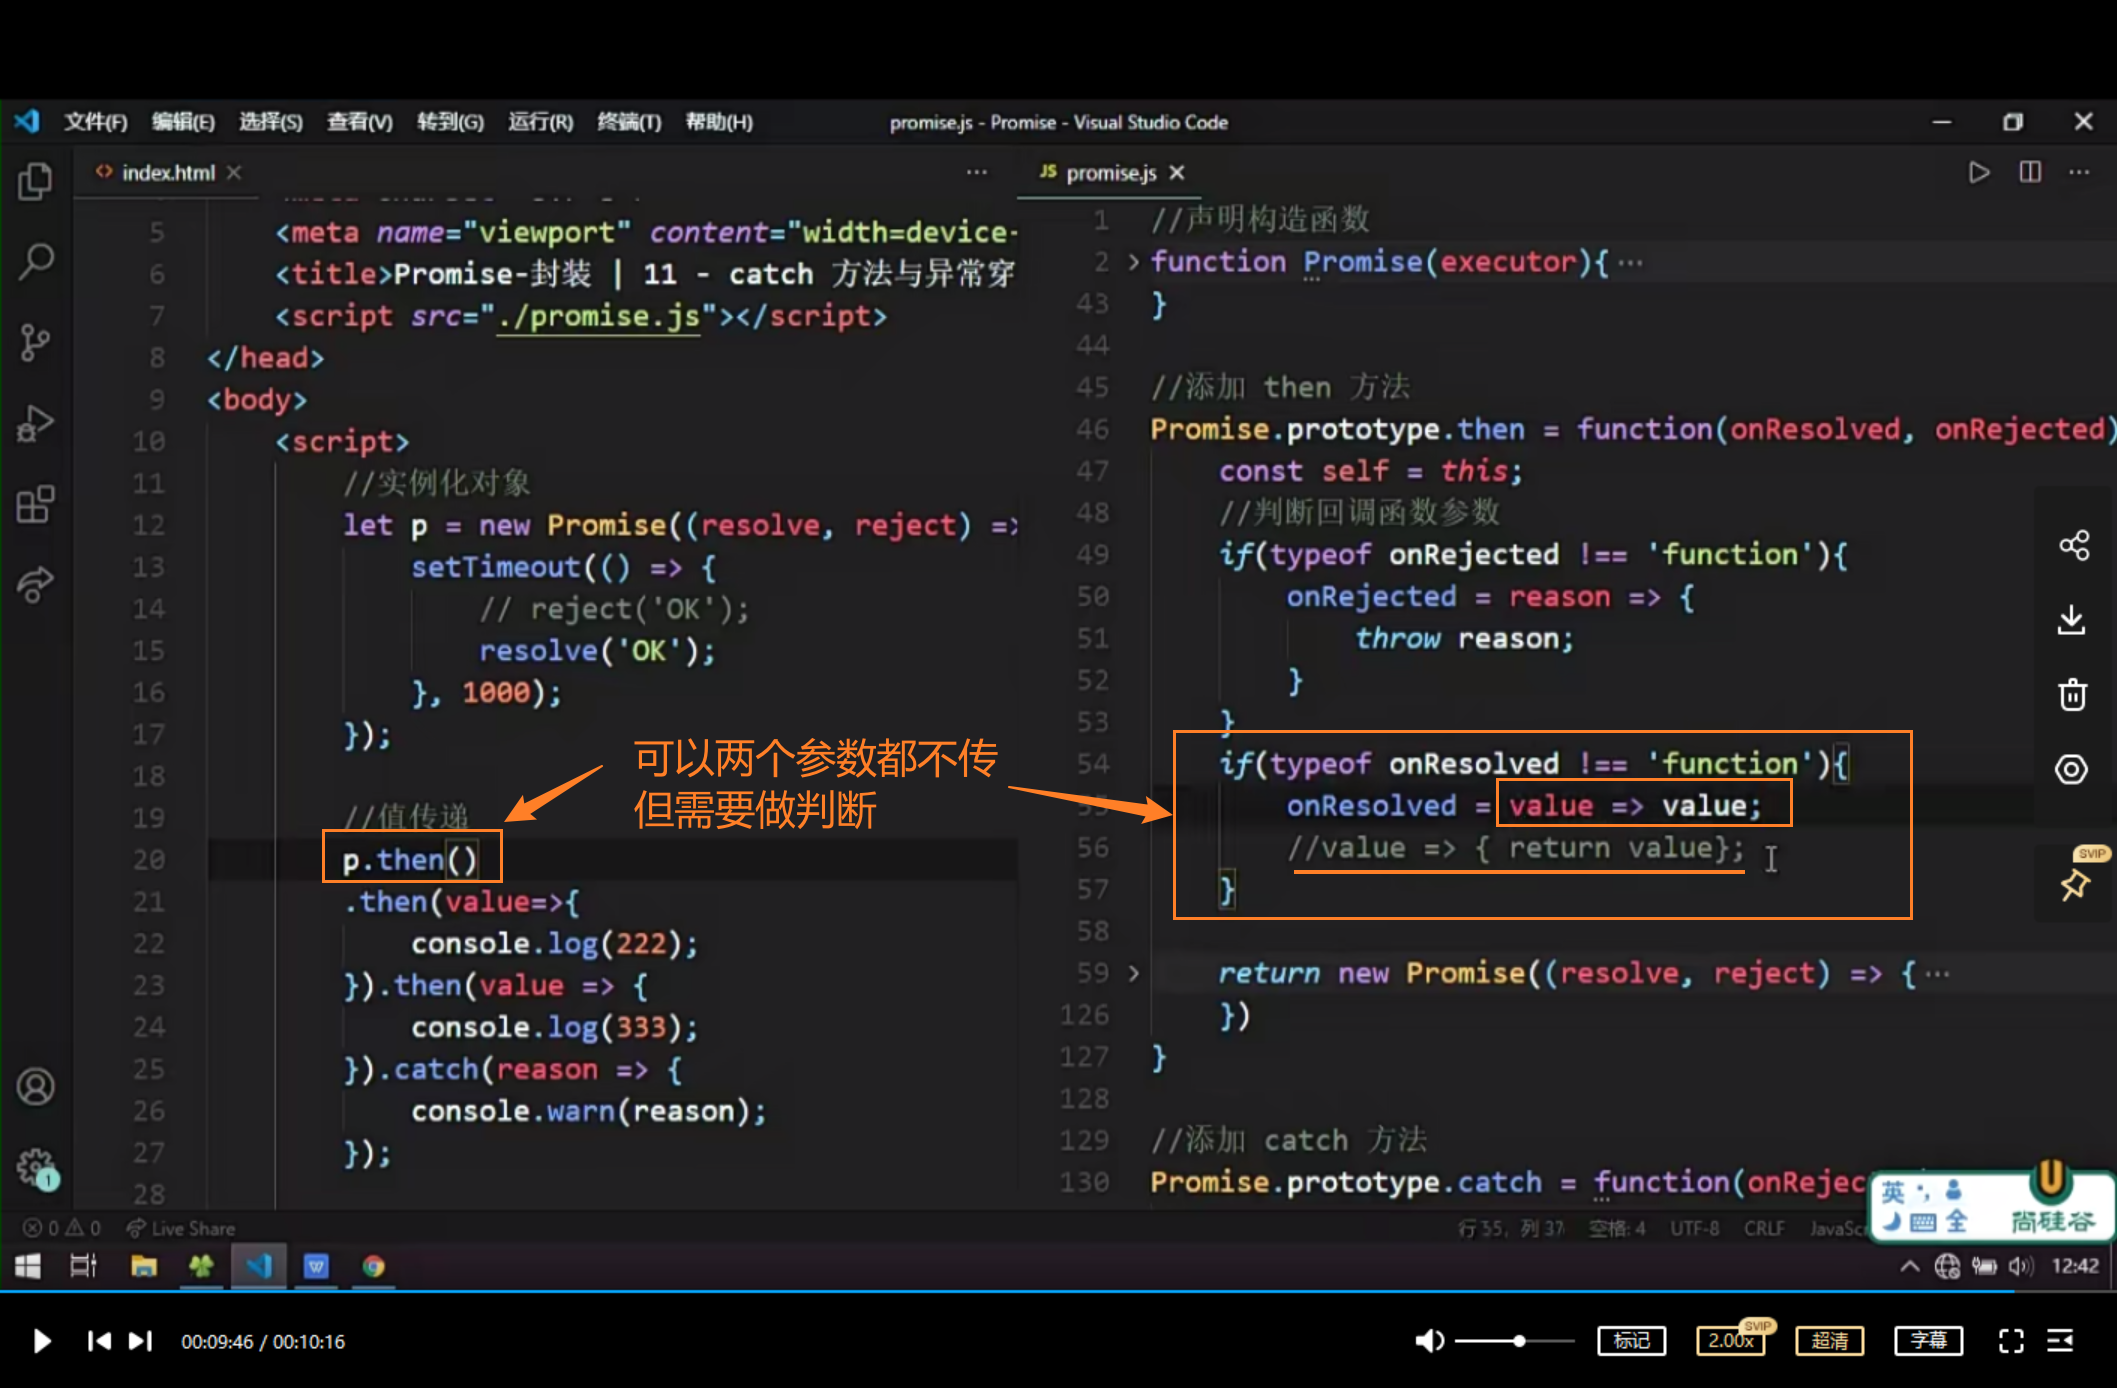 文件(F) 编辑(E) 选择(S) 查看(V) 转到(G) 运行(R) 终端(T) 帮助(H)
promise.js - Promise - Visual Studio Code
index.html
5 <meta name="viewport" content="width=device-
6 <title>Promise-封装 | 11 - catch 方法与异常穿
7 <script src="./promise.js"></script>
8 </head>
9 <body>
10 <script>
11 //实例化对象
12 let p = new Promise((resolve, reject) =>
13 setTimeout(() => {
14 // reject('OK');
15 resolve('OK');
16 }, 1000);
17 });
18
19 //值传递
20 p.then()
21 .then(value=>{
22 console.log(222);
23 }).then(value => {
24 console.log(333);
25 }).catch(reason => {
26 console.warn(reason);
27 });
28
可以两个参数都不传
但需要做判断
JS promise.js
1 //声明构造函数
2 function Promise(executor){ ···
43 }
44
45 //添加 then 方法
46 Promise.prototype.then = function(onResolved, onRejected)
47 const self = this;
48 //判断回调函数参数
49 if(typeof onRejected !== 'function'){
50 onRejected = reason => {
51 throw reason;
52 }
53 }
54 if(typeof onResolved !== 'function'){
55 onResolved = value => value;
56 //value => { return value};
57 }
58
59 return new Promise((resolve, reject) => { ···
126 })
127 }
128
129 //添加 catch 方法
130 Promise.prototype.catch = function(onRejec
SVIP
英
全
尚硅谷
0 0 Live Share
行 55, 列 37 空格: 4 UTF-8 CRLF JavaSc
1
12:42
00:09:46 / 00:10:16
标记
2.00x
SVIP
超清
字幕